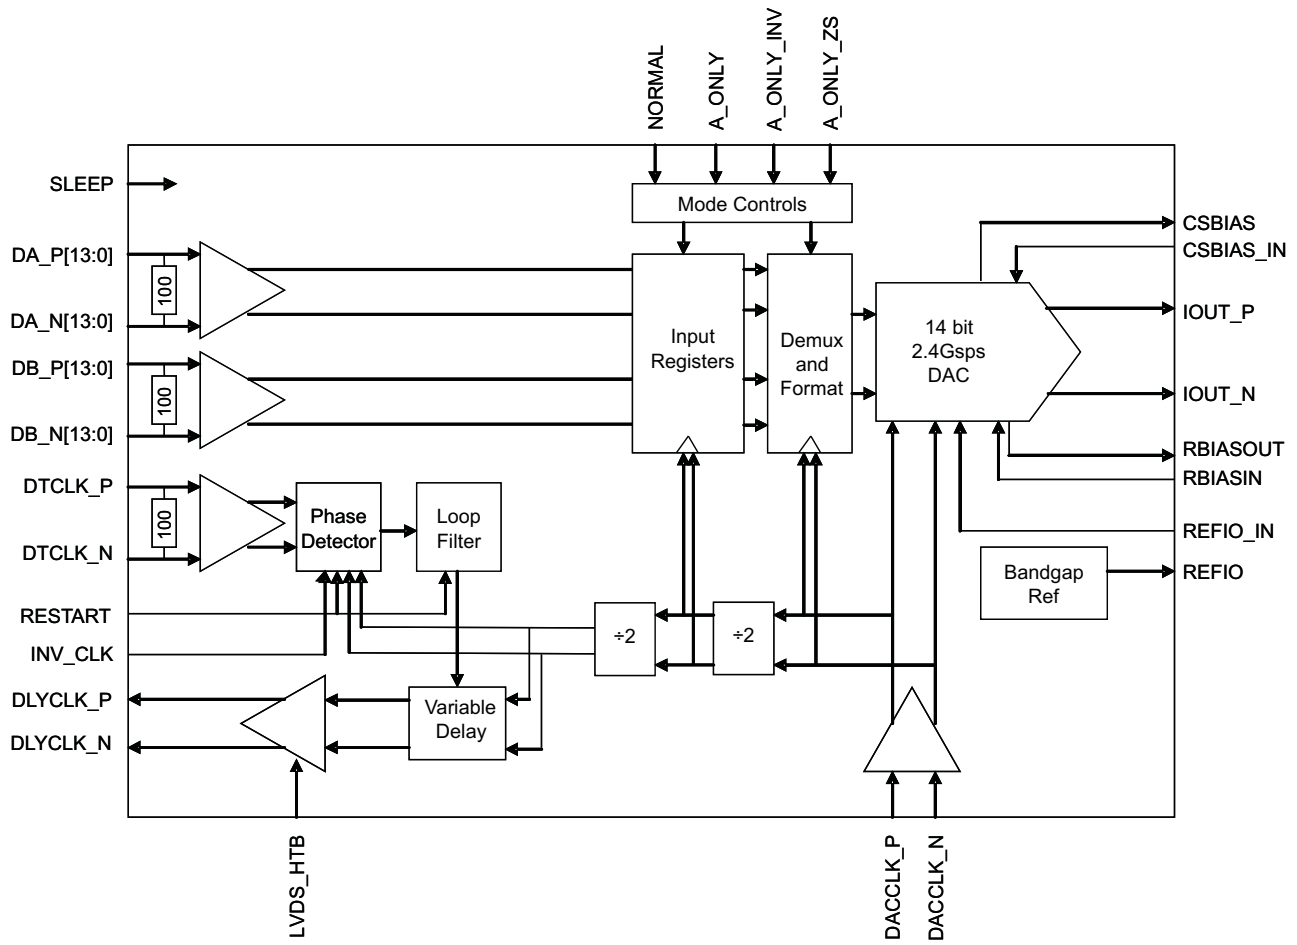 NORMAL
A_ONLY
A_ONLY_INV
A_ONLY_ZS
SLEEP
Mode Controls
CSBIAS
CSBIAS_IN
DA_P[13:0]
100
DA_N[13:0]
DB_P[13:0]
100
DB_N[13:0]
Input
Registers
Demux
and
Format
14 bit
2.4Gsps
DAC
IOUT_P
IOUT_N
RBIASOUT
RBIASIN
REFIO_IN
REFIO
DTCLK_P
100
DTCLK_N
Phase
Detector
Loop
Filter
Bandgap
Ref
RESTART
INV_CLK
÷2
÷2
DLYCLK_P
DLYCLK_N
Variable
Delay
LVDS_HTB
DACCLK_P
DACCLK_N